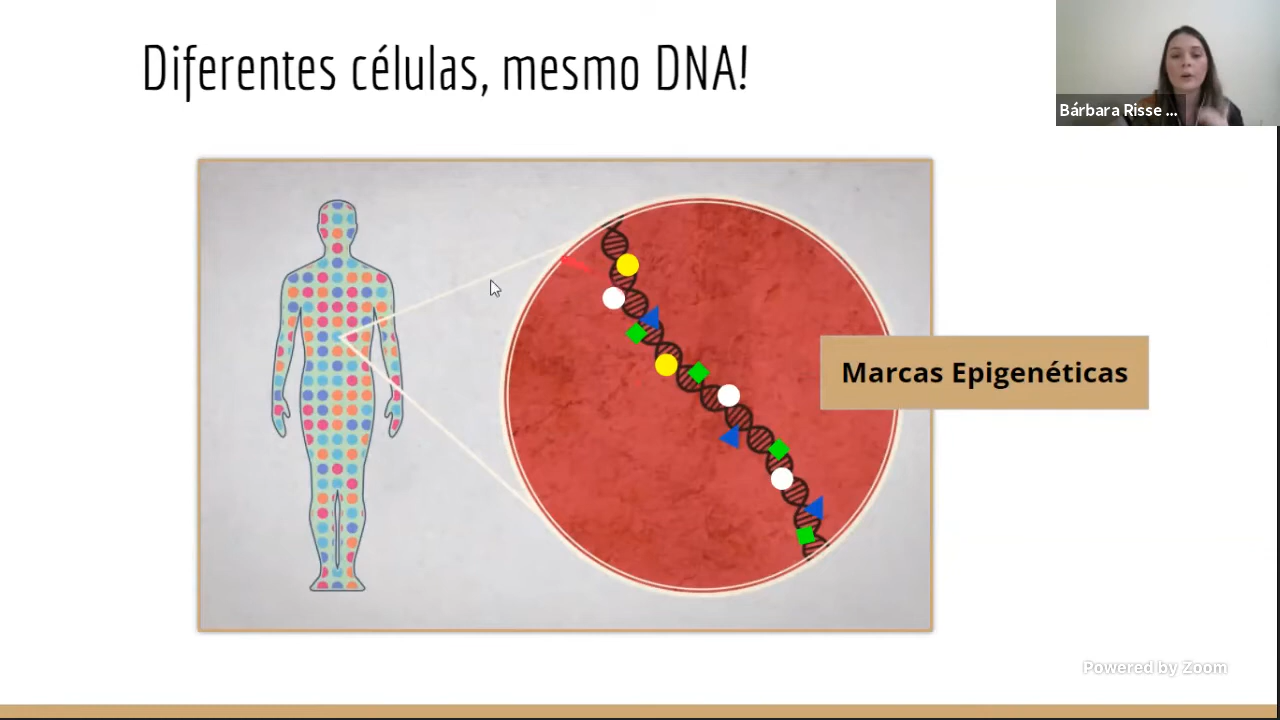 Diferentes células, mesmo DNA!
Bárbara Risse ...
Marcas Epigenéticas
Powered by Zoom